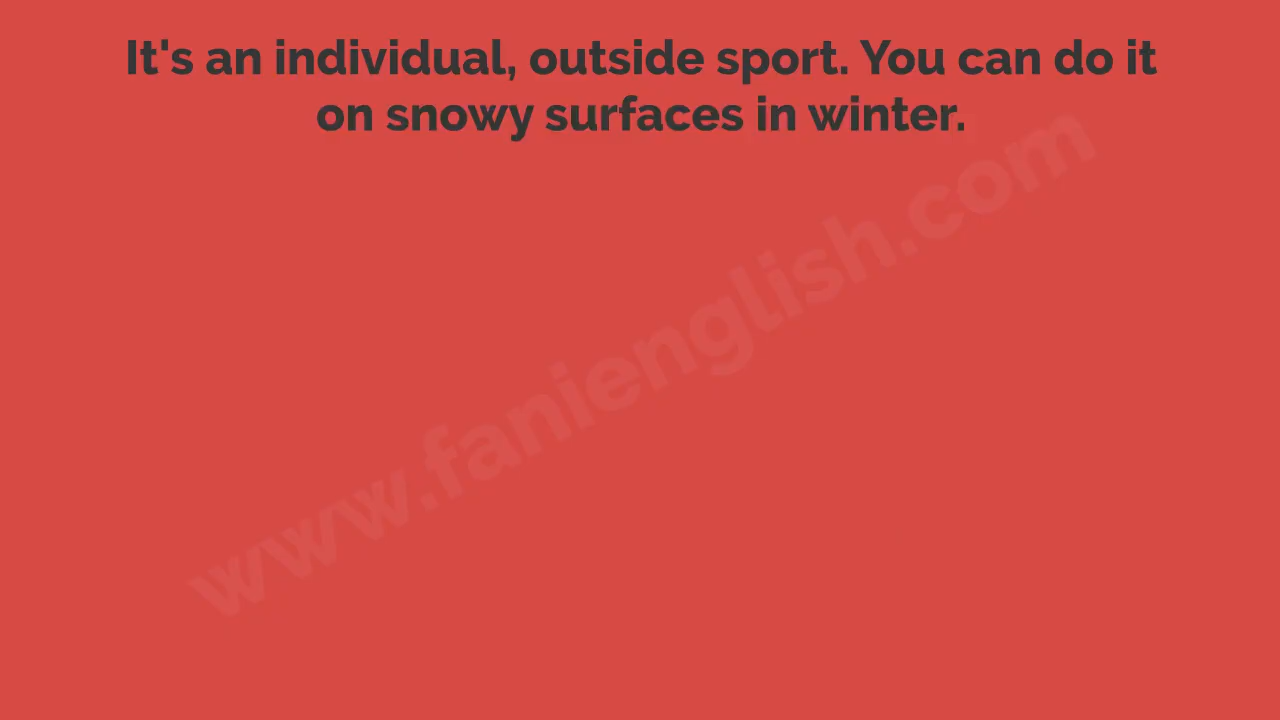 It's an individual, outside sport. You can do it
on snowy surfaces in winter.
www.fanienglish.com